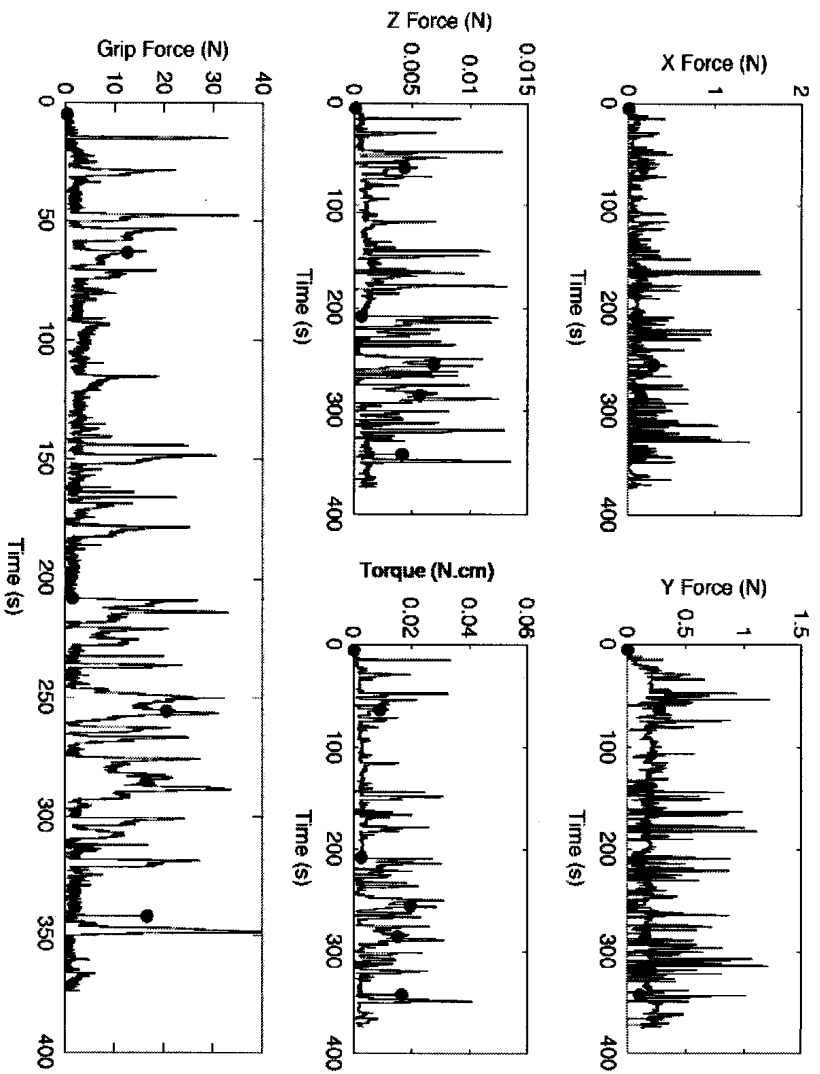 X Force (N)
2
1
0
0 100 200 300 400
Time (s)
Y Force (N)
1.5
1
0.5
0
0 100 200 300 400
Time (s)
Z Force (N)
0.015
0.01
0.005
0
0 100 200 300 400
Time (s)
Torque (N.cm)
0.06
0.04
0.02
0
0 100 200 300 400
Time (s)
Grip Force (N)
40
30
20
10
0
0 50 100 150 200 250 300 350 400
Time (s)